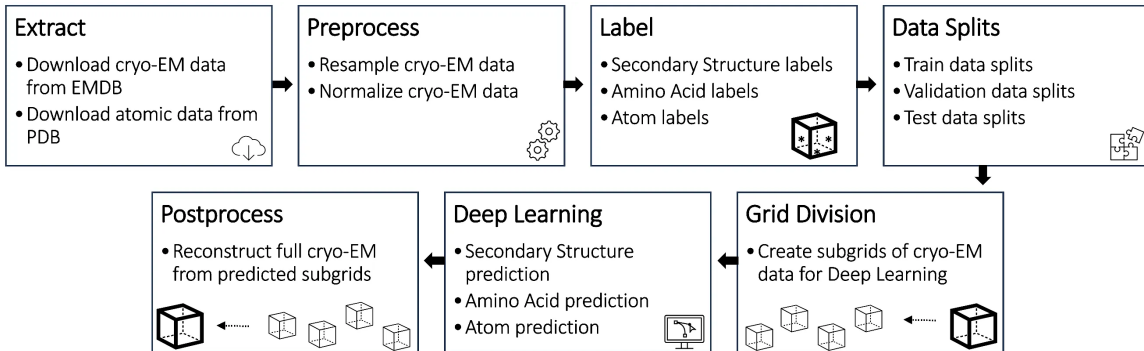 Extract
• Download cryo-EM data
from EMDB
• Download atomic data from
PDB
Preprocess
• Resample cryo-EM data
• Normalize cryo-EM data
Label
• Secondary Structure labels
• Amino Acid labels
• Atom labels
Data Splits
• Train data splits
• Validation data splits
• Test data splits
Grid Division
• Create subgrids of cryo-EM
data for Deep Learning
Deep Learning
• Secondary Structure
prediction
• Amino Acid prediction
• Atom prediction
Postprocess
• Reconstruct full cryo-EM
from predicted subgrids